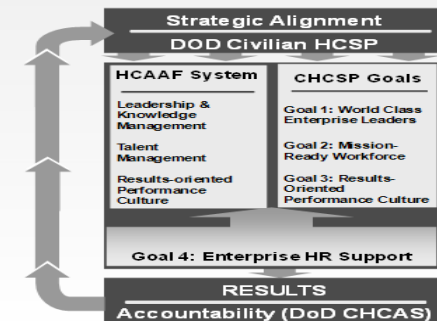 Strategic Alignment
DOD Civilian HCSP
HCAAF System
Leadership &
Knowledge
Management
Talent
Management
Results-oriented
Performance
Culture
CHCSP Goals
Goal 1: World Class
Enterprise Leaders
Goal 2: Mission-
Ready Workforce
Goal 3: Results-
Oriented
Performance Culture
Goal 4: Enterprise HR Support
RESULTS
Accountability (DoD CHCAS)